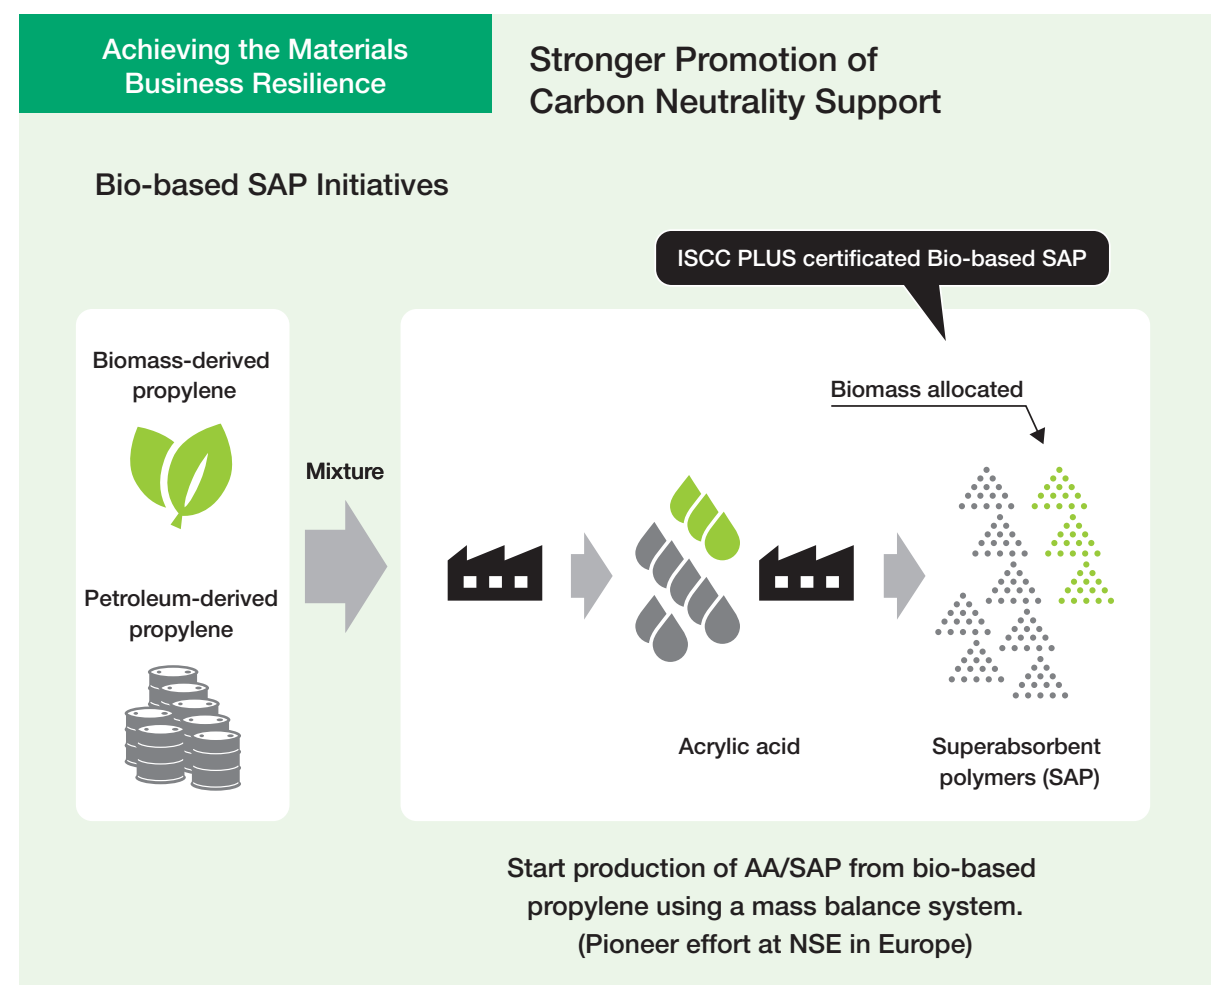 Achieving the Materials
Business Resilience
Stronger Promotion of
Carbon Neutrality Support
Bio-based SAP Initiatives
ISCC PLUS certificated Bio-based SAP
Biomass-derived
propylene
Petroleum-derived
propylene
Mixture
Biomass allocated
Acrylic acid
Superabsorbent
polymers (SAP)
Start production of AA/SAP from bio-based
propylene using a mass balance system.
(Pioneer effort at NSE in Europe)